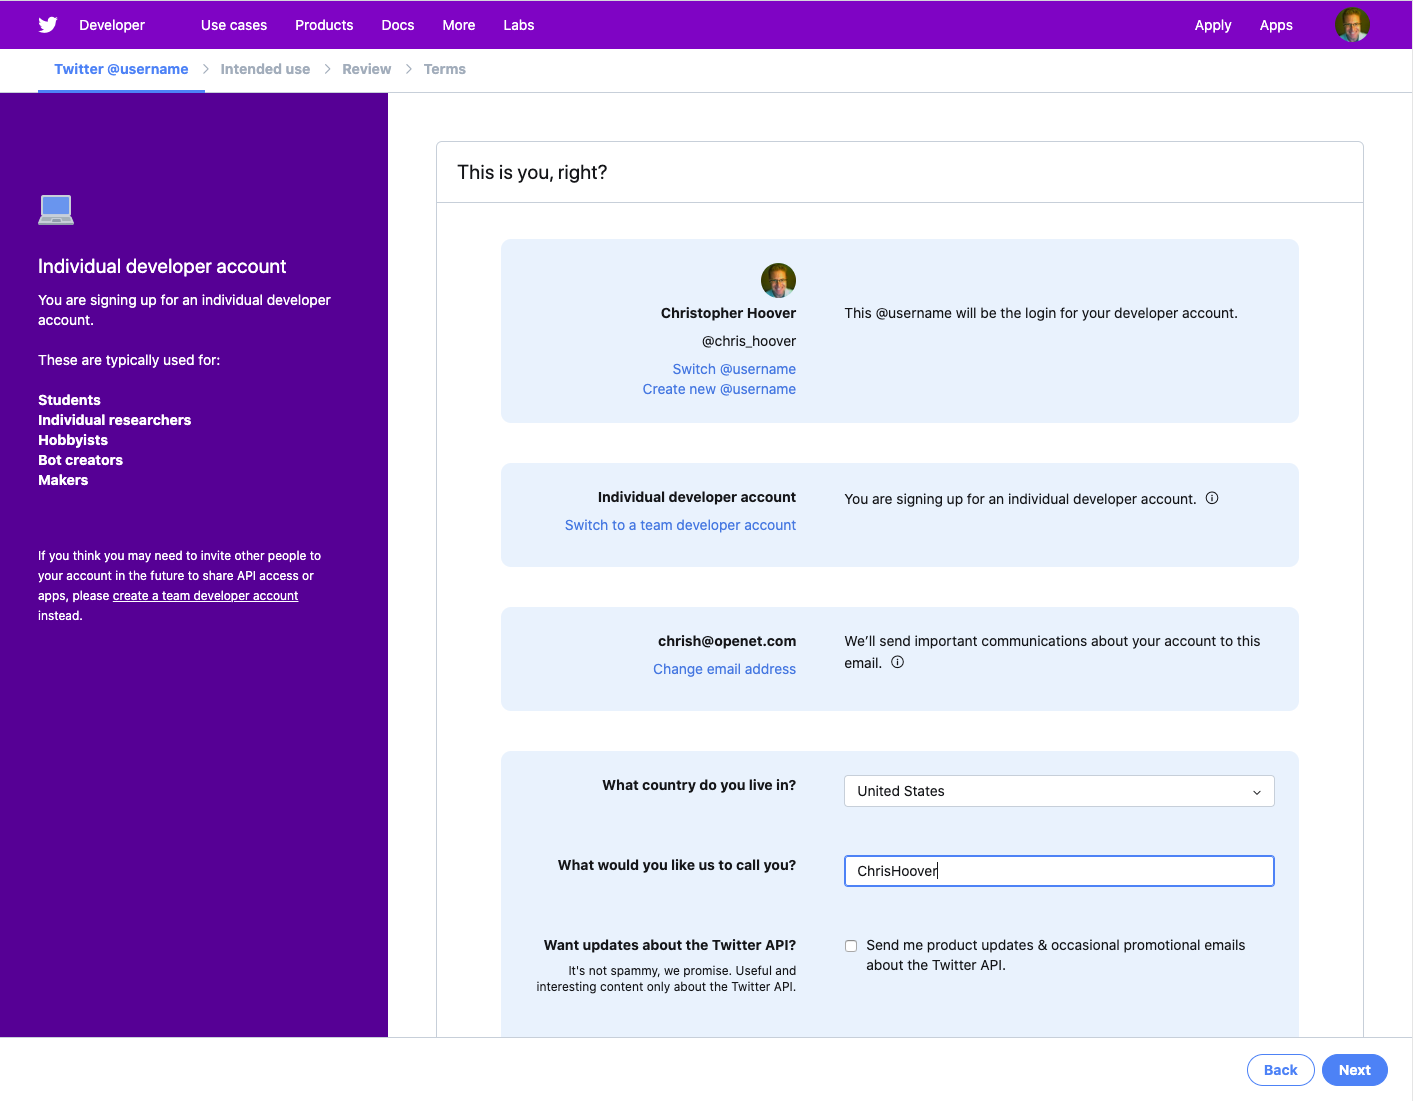 Developer Use cases Products Docs More Labs Apply Apps
Twitter @username Intended use Review Terms
Individual developer account
You are signing up for an individual developer
account.
These are typically used for:
Students
Individual researchers
Hobbyists
Bot creators
Makers
If you think you may need to invite other people to
your account in the future to share API access or
apps, please create a team developer account
instead.
This is you, right?
Christopher Hoover
@chris_hoover
Switch @username
Create new @username
This @username will be the login for your developer account.
Individual developer account
Switch to a team developer account
You are signing up for an individual developer account.
chrish@openet.com
Change email address
We’ll send important communications about your account to this
email.
What country do you live in?
United States
What would you like us to call you?
ChrisHoover
Want updates about the Twitter API?
It's not spammy, we promise. Useful and
interesting content only about the Twitter API.
Send me product updates & occasional promotional emails
about the Twitter API.
Back Next